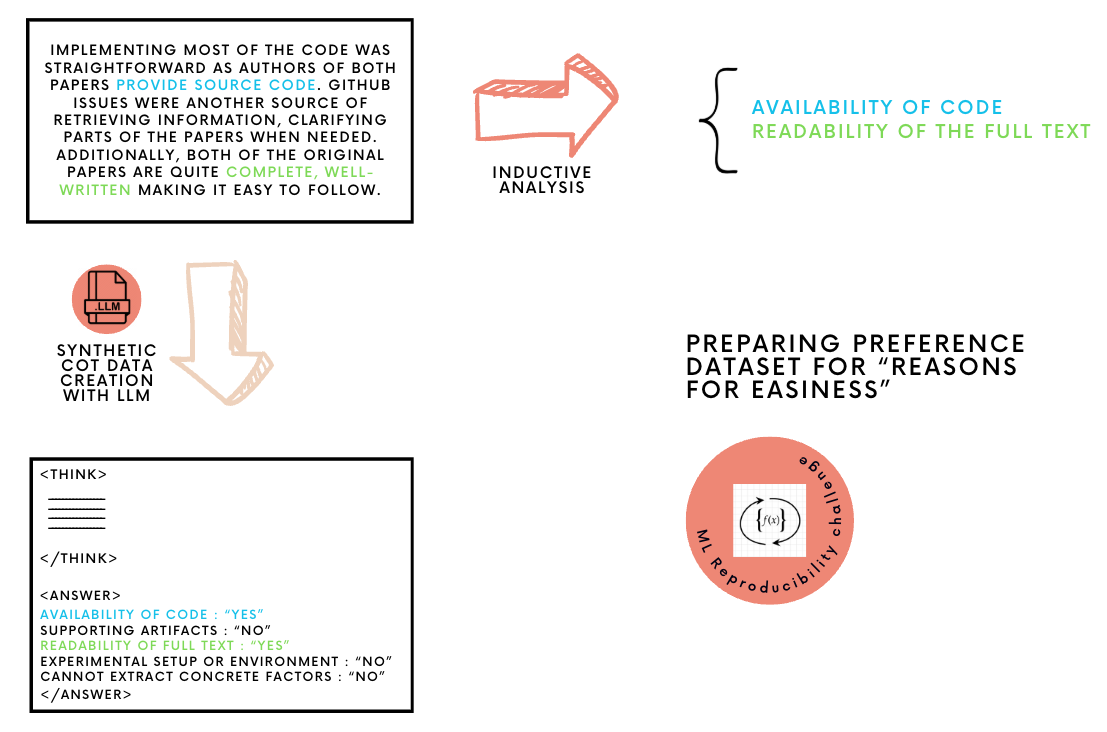 IMPLEMENTING MOST OF THE CODE WAS
STRAIGHTFORWARD AS AUTHORS OF BOTH
PAPERS PROVIDE SOURCE CODE. GITHUB
ISSUES WERE ANOTHER SOURCE OF
RETRIEVING INFORMATION, CLARIFYING
PARTS OF THE PAPERS WHEN NEEDED.
ADDITIONALLY, BOTH OF THE ORIGINAL
PAPERS ARE QUITE COMPLETE, WELL-
WRITTEN MAKING IT EASY TO FOLLOW.
INDUCTIVE
ANALYSIS
AVAILABILITY OF CODE
READABILITY OF THE FULL TEXT
.LLM
SYNTHETIC
COT DATA
CREATION
WITH LLM
PREPARING PREFERENCE
DATASET FOR “REASONS
FOR EASINESS”
<THINK>
</THINK>
<ANSWER>
AVAILABILITY OF CODE : “YES”
SUPPORTING ARTIFACTS : “NO”
READABILITY OF FULL TEXT : “YES”
EXPERIMENTAL SETUP OR ENVIRONMENT : “NO”
CANNOT EXTRACT CONCRETE FACTORS : “NO”
</ANSWER>
{f(x)}
ML Reproducibility challenge